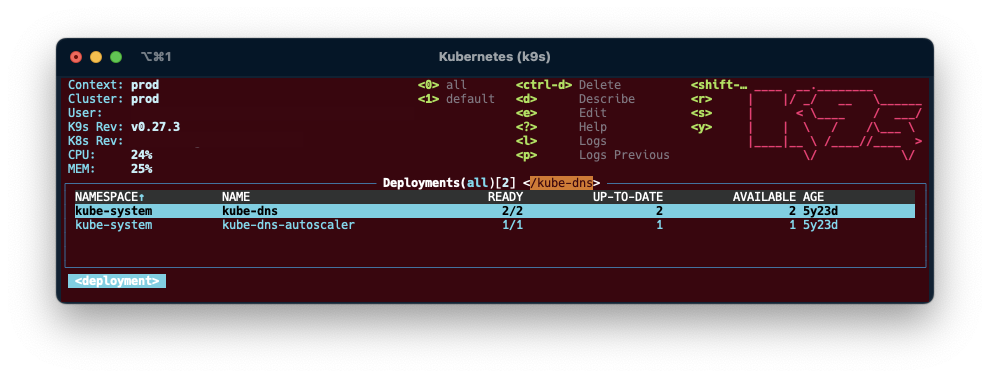 ⌥⌘1 Kubernetes (k9s)
Context: prod <0> all <ctrl-d> Delete <shift-…
Cluster: prod <1> default <d> Describe <r>
User: <e> Edit <s>
K9s Rev: v0.27.3 <?> Help <y>
K8s Rev: <l> Logs
CPU: 24% <p> Logs Previous
MEM: 25%
Deployments(all)[2] </kube-dns>
NAMESPACE↑ NAME READY UP-TO-DATE AVAILABLE AGE
kube-system kube-dns 2/2 2 2 5y23d
kube-system kube-dns-autoscaler 1/1 1 1 5y23d
<deployment>